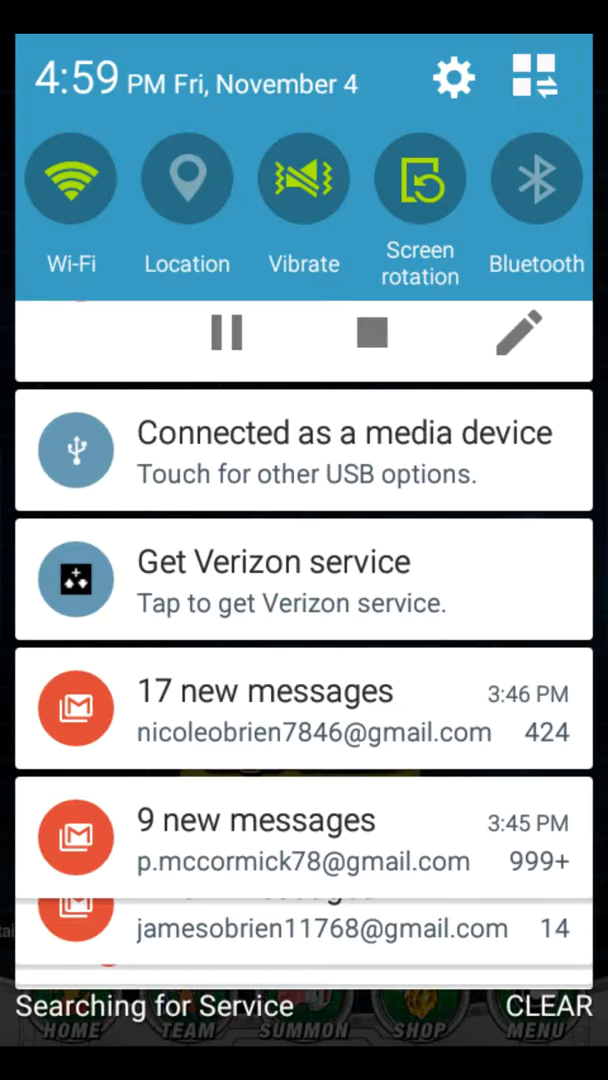 4:59 PM Fri, November 4
Wi-Fi
Location
Vibrate
Screen
rotation
Bluetooth
Connected as a media device
Touch for other USB options.
Get Verizon service
Tap to get Verizon service.
17 new messages 3:46 PM
nicoleobrien7846@gmail.com 424
9 new messages 3:45 PM
p.mccormick78@gmail.com 999+
jamesobrien11768@gmail.com 14
Searching for Service CLEAR
HOME TEAM SUMMON SHOP MENU